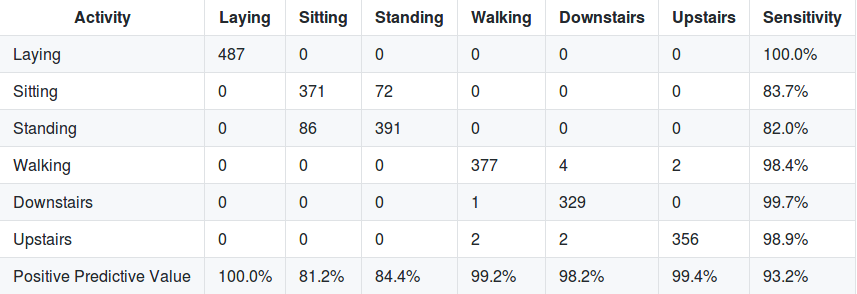 Activity Laying Sitting Standing Walking Downstairs Upstairs Sensitivity
Laying 487 0 0 0 0 0 100.0%
Sitting 0 371 72 0 0 0 83.7%
Standing 0 86 391 0 0 0 82.0%
Walking 0 0 0 377 4 2 98.4%
Downstairs 0 0 0 1 329 0 99.7%
Upstairs 0 0 0 2 2 356 98.9%
Positive Predictive Value 100.0% 81.2% 84.4% 99.2% 98.2% 99.4% 93.2%